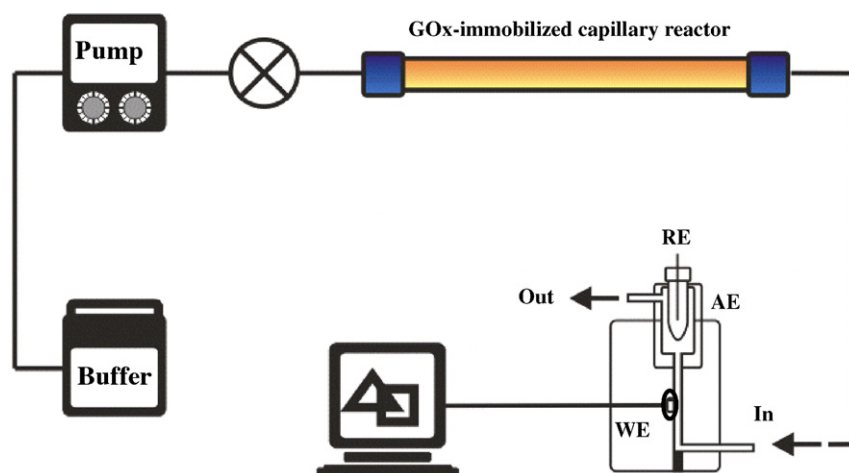 GOx-immobilized capillary reactor
Pump
RE
Out
AE
Buffer
In
WE